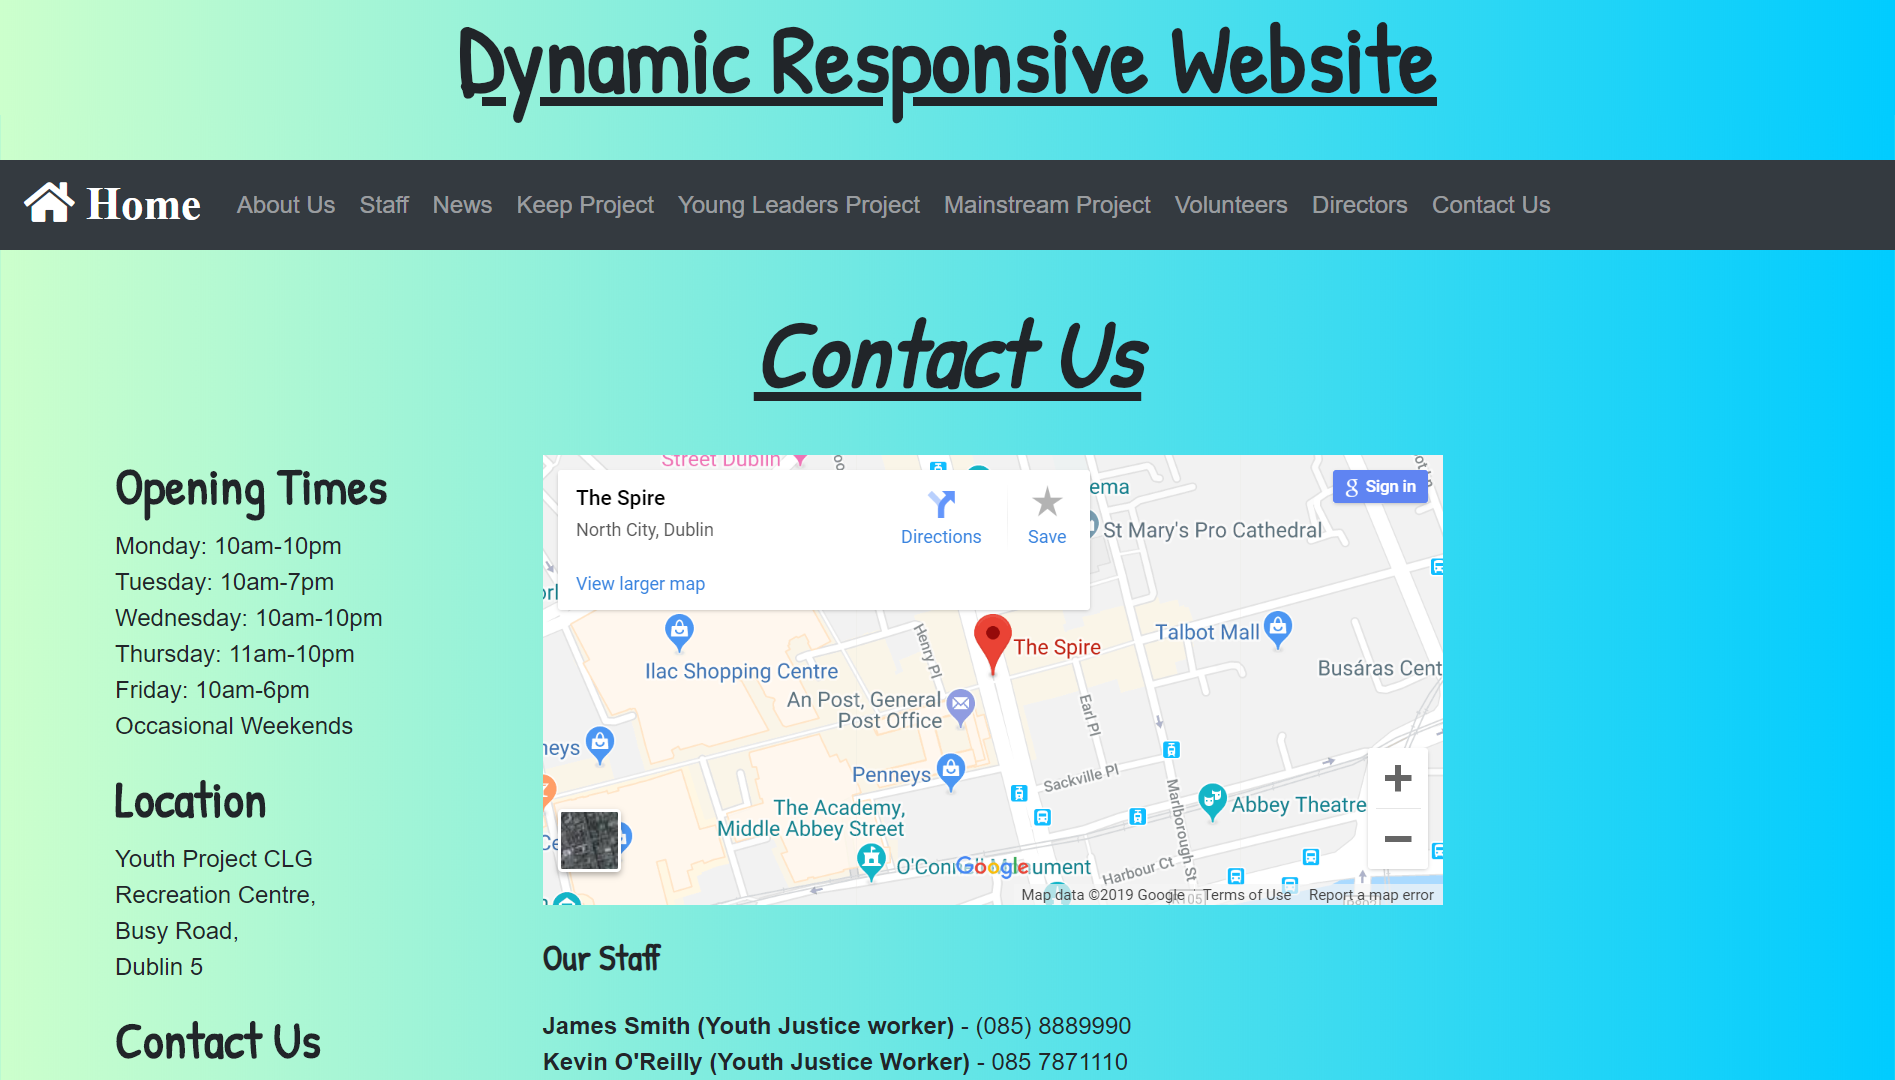 Dynamic Responsive Website
Home About Us Staff News Keep Project Young Leaders Project Mainstream Project Volunteers Directors Contact Us
Contact Us
Opening Times
Monday: 10am-10pm
Tuesday: 10am-7pm
Wednesday: 10am-10pm
Thursday: 11am-10pm
Friday: 10am-6pm
Occasional Weekends
Location
Youth Project CLG
Recreation Centre,
Busy Road,
Dublin 5
Contact Us
Street Dublin
The Spire
North City, Dublin
Directions
Save
View larger map
Sign in
ema
St Mary's Pro Cathedral
Henry Pl
The Spire
Talbot Mall
Ilac Shopping Centre
Busáras Cent
An Post, General
Post Office
Earl Pl
neys
Penneys
Sackville Pl
Marlborough St
Abbey Theatre
The Academy,
Middle Abbey Street
Google
Harbour Ct
Map data ©2019 Google Terms of Use Report a map error
Our Staff
James Smith (Youth Justice worker) - (085) 8889990
Kevin O'Reilly (Youth Justice Worker) - 085 7871110